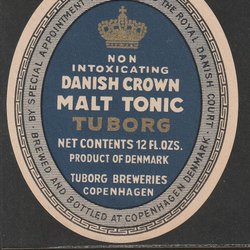 · BY SPECIAL APPOINTMENT
THE ROYAL DANISH COURT ·
NON
INTOXICATING
DANISH CROWN
MALT TONIC
TUBORG
NET CONTENTS 12 FL.OZS.
PRODUCT OF DENMARK
TUBORG BREWERIES
COPENHAGEN
BREWED AND BOTTLED AT COPENHAGEN DENMARK